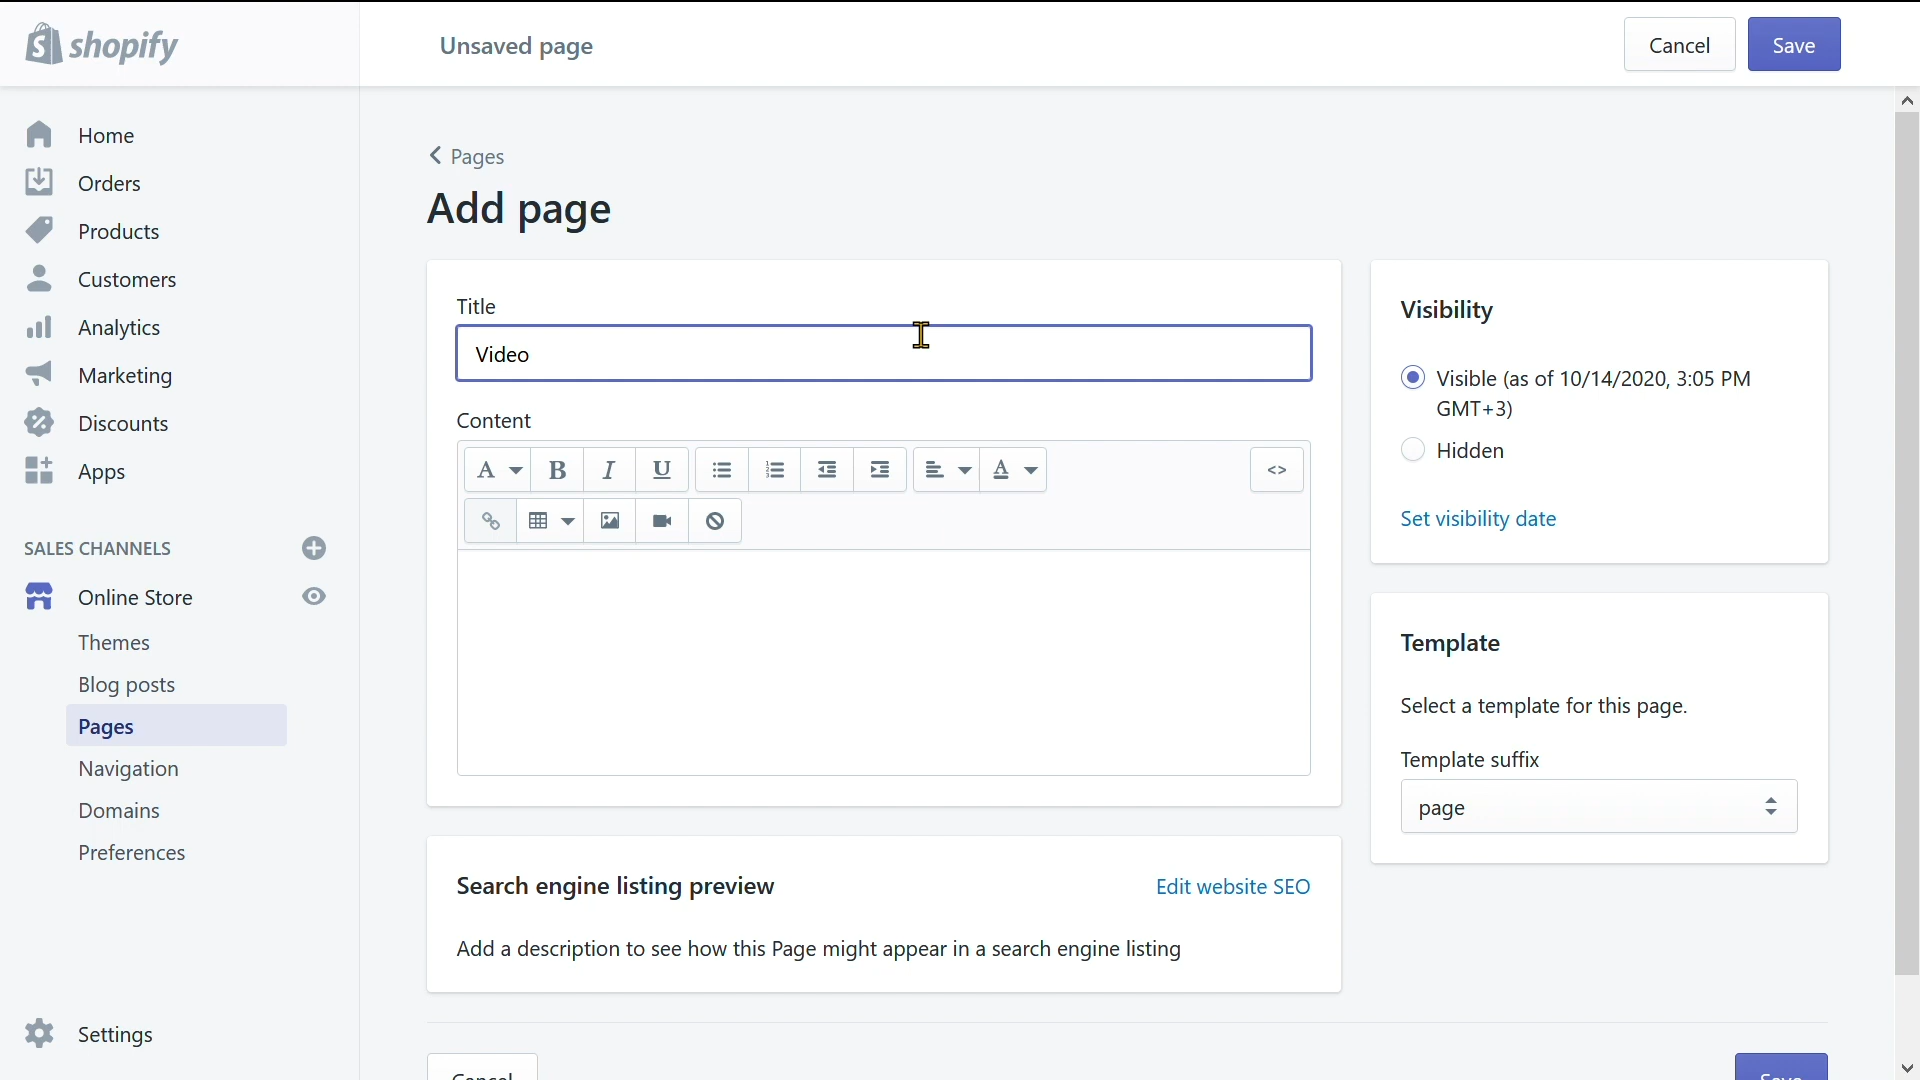 shopify
Unsaved page
Cancel
Save
Home
Orders
Products
Customers
Analytics
Marketing
Discounts
Apps
SALES CHANNELS
Online Store
Themes
Blog posts
Pages
Navigation
Domains
Preferences
Settings
Pages
Add page
Title
Video
Content
A
B
I
U
A
<>
Search engine listing preview
Edit website SEO
Add a description to see how this Page might appear in a search engine listing
Cancel
Visibility
Visible (as of 10/14/2020, 3:05 PM
GMT+3)
Hidden
Set visibility date
Template
Select a template for this page.
Template suffix
page
Save